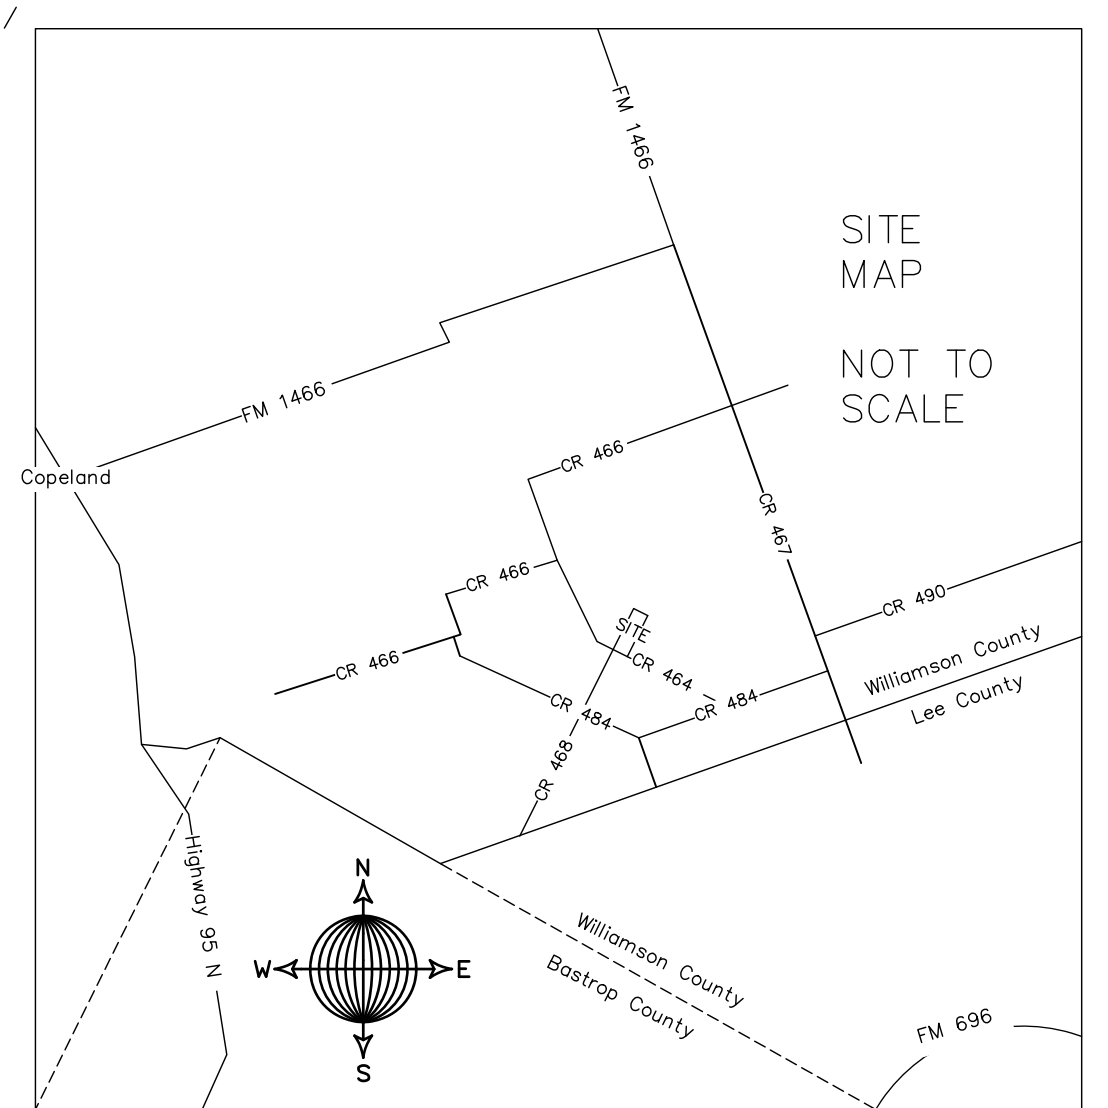 FM 1466
SITE
MAP
NOT TO
SCALE
FM 1466
CR 466
Copeland
CR 467
CR 466
CR 490
SITE
Williamson County
CR 466
CR 464
Lee County
CR 484
CR 484
CR 468
Highway 95 N
N
W
E
S
Williamson County
Bastrop County
FM 696